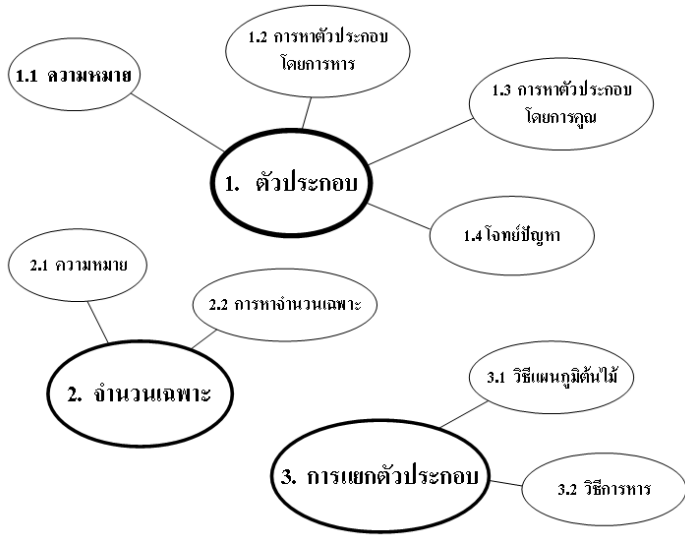 1.2 การหาตัวประกอบ
โดยการหาร
1.1 ความหมาย
1.3 การหาตัวประกอบ
โดยการคูณ
1. ตัวประกอบ
1.4 โจทย์ปัญหา
2.1 ความหมาย
2.2 การหาจำนวนเฉพาะ
2. จำนวนเฉพาะ
3.1 วิธีแผนภูมิต้นไม้
3. การแยกตัวประกอบ
3.2 วิธีการหาร